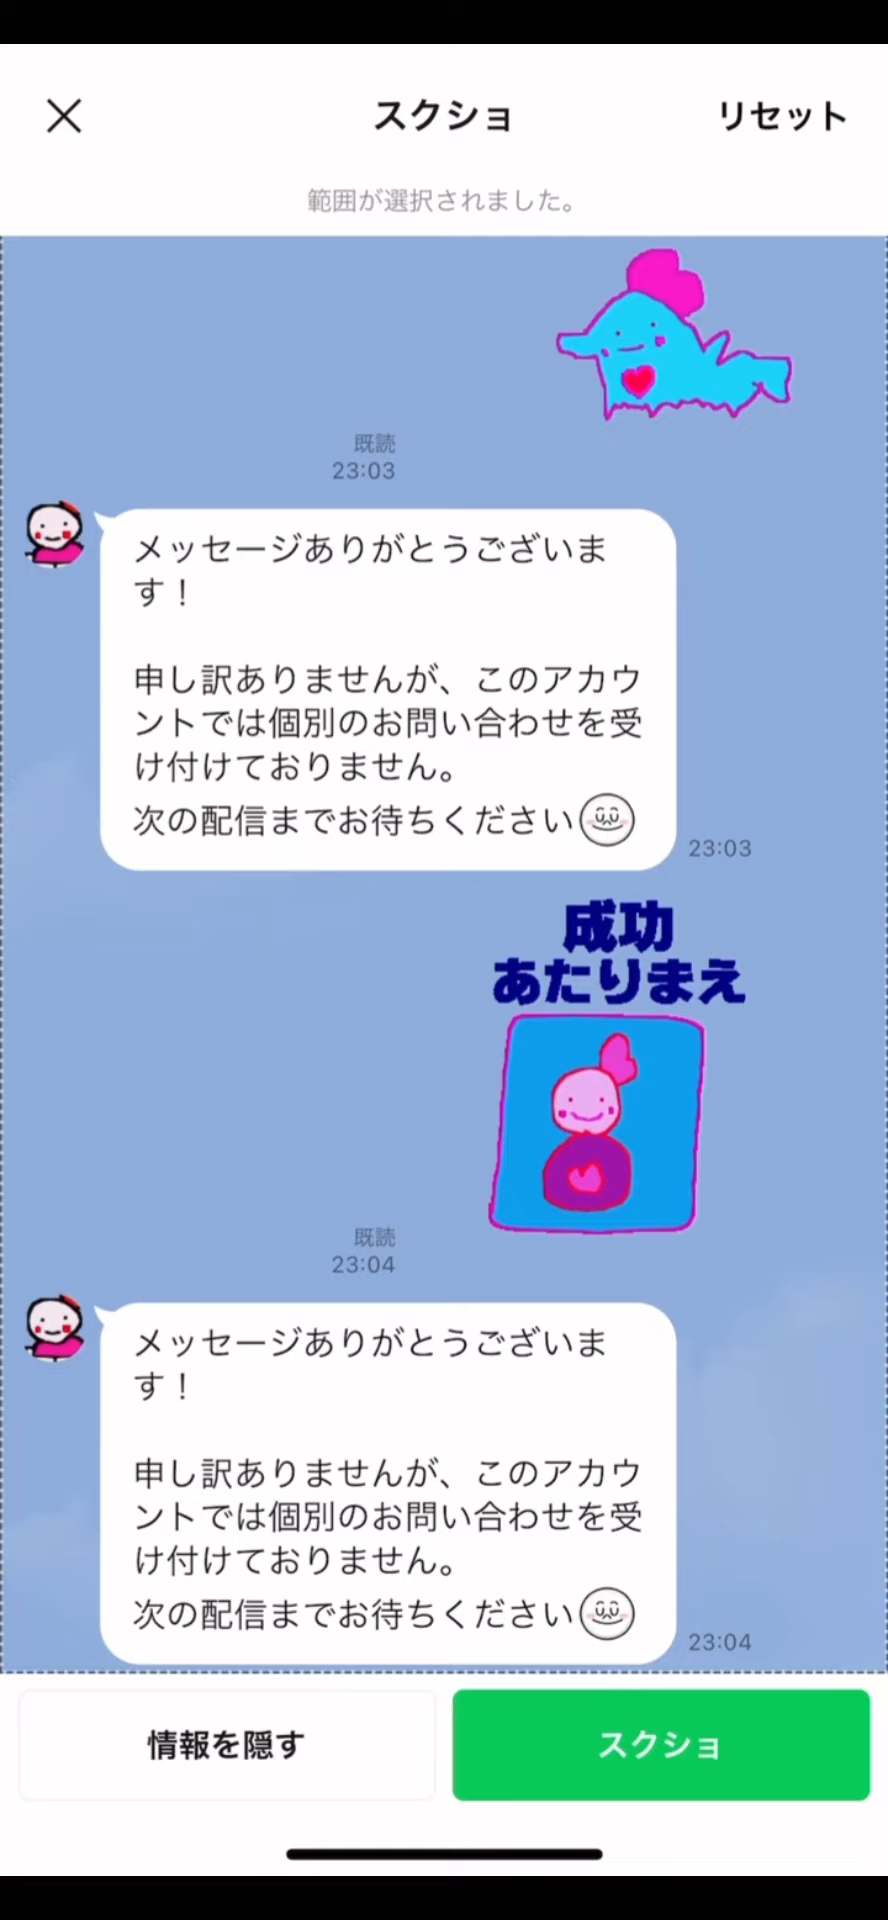 スクショ
リセット
範囲が選択されました。
既読
23:03
メッセージありがとうございま
す！
申し訳ありませんが、このアカウ
ントでは個別のお問い合わせを受
け付けておりません。
次の配信までお待ちください
23:03
成功
あたりまえ
既読
23:04
メッセージありがとうございま
す！
申し訳ありませんが、このアカウ
ントでは個別のお問い合わせを受
け付けておりません。
次の配信までお待ちください
23:04
情報を隠す
スクショ